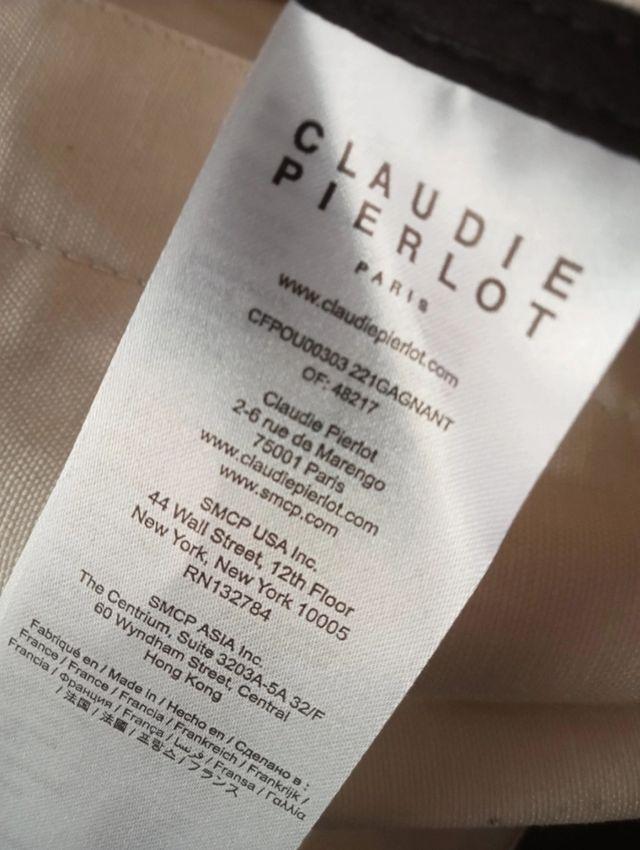 CLAUDIE
PIERLOT
PARIS
www.claudiepierlot.com
CFPOU00303 221GAGNANT
OF: 48217
Claudie Pierlot
2-6 rue de Marengo
75001 Paris
www.claudiepierlot.com
www.smcp.com
SMCP USA Inc.
44 Wall Street, 12th Floor
New York, New York 10005
RN132784
SMCP ASIA Inc.
The Centrium, Suite 3203A-5A 32/F
60 Wyndham Street, Central
Hong Kong
Fabriqué en / Made in / Hecho en / Сделано в :
France / France / Francia / Frankreich / Frankrijk /
Francia / Франция / França / فرنسا / Fransa / Γαλλία
/ 法国 / 法國 / 프랑스 / フランス